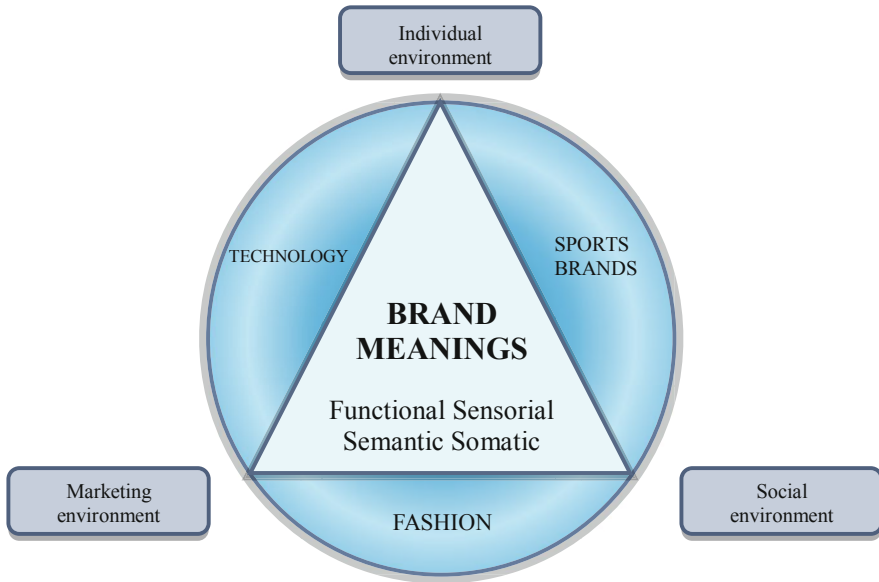 Individual
environment
TECHNOLOGY
SPORTS
BRANDS
BRAND
MEANINGS
Functional Sensorial
Semantic Somatic
Marketing
environment
Social
environment
FASHION